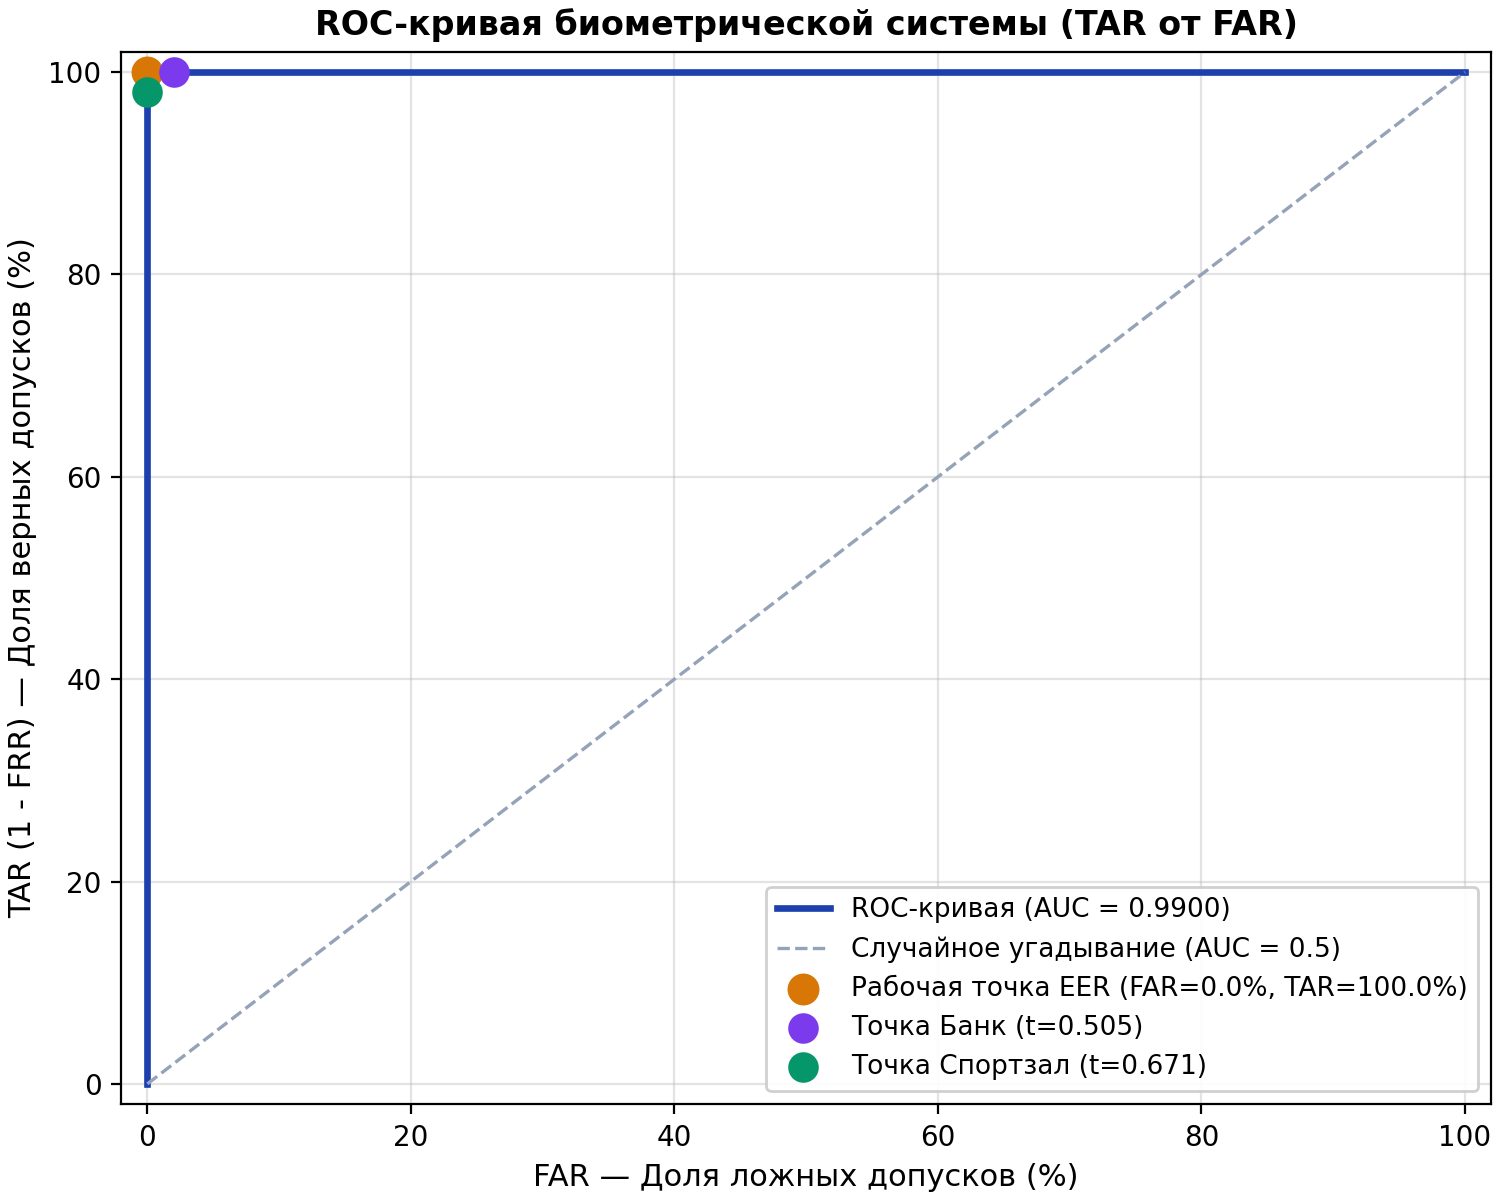 ROC-кривая биометрической системы (TAR от FAR)
TAR (1 - FRR) — Доля верных допусков (%)
100
80
60
40
20
0
ROC-кривая (AUC = 0.9900)
Случайное угадывание (AUC = 0.5)
Рабочая точка EER (FAR=0.0%, TAR=100.0%)
Точка Банк (t=0.505)
Точка Спортзал (t=0.671)
0 20 40 60 80 100
FAR — Доля ложных допусков (%)